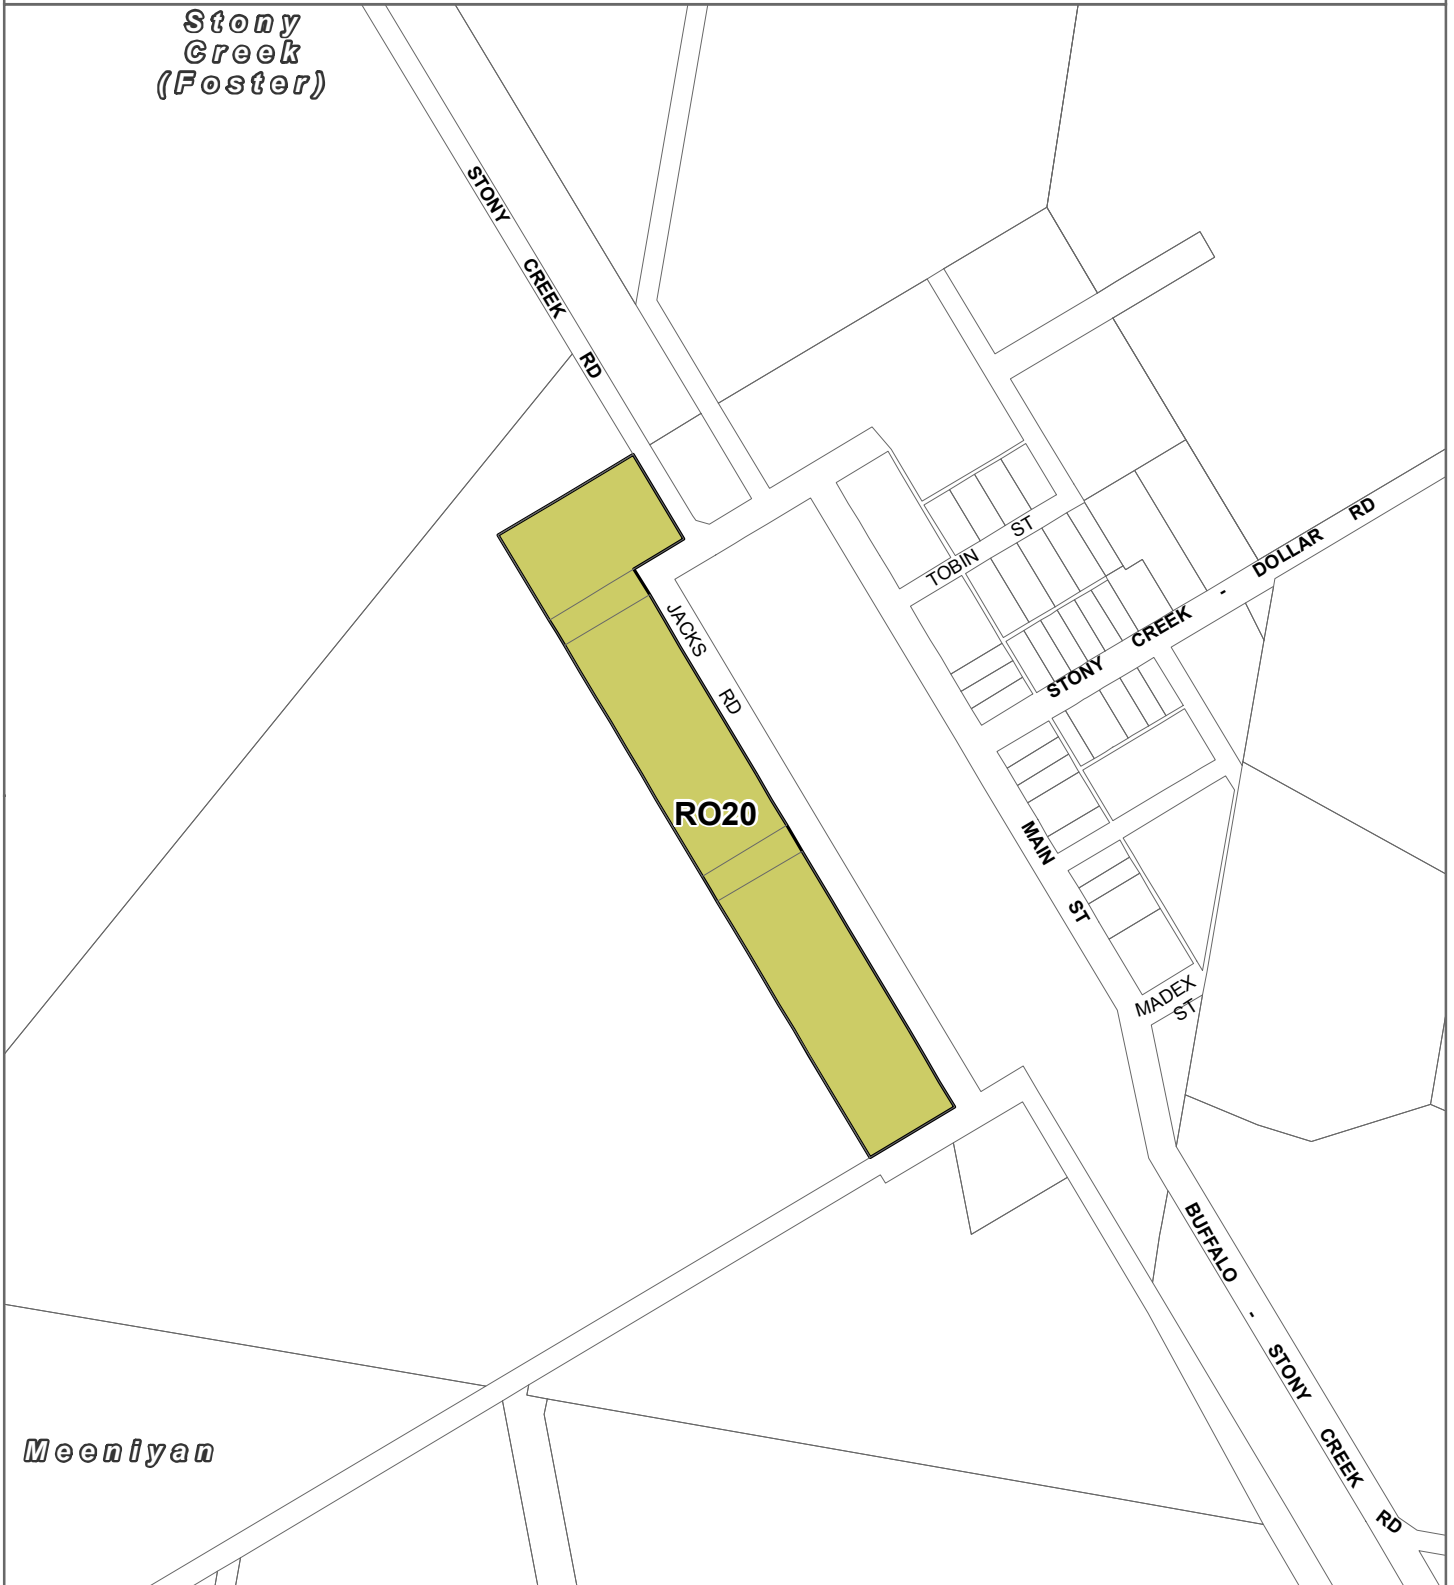 Stony
Creek
(Foster)
STONY CREEK RD
TOBIN ST
STONY CREEK - DOLLAR RD
JACKS RD
RO20
MAIN ST
MADEX
ST
BUFFALO - STONY CREEK RD
Meeniyan